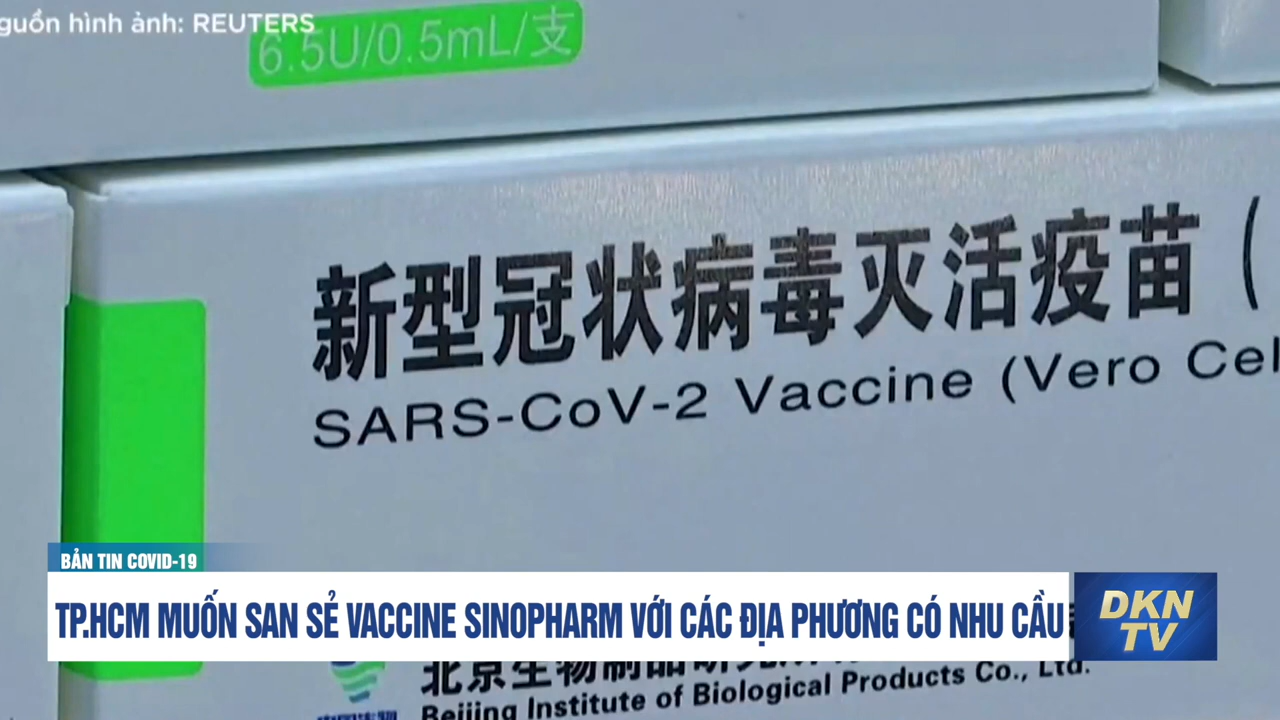 guồn hình ảnh: REUTERS
6.5U/0.5mL/支
新型冠状病毒灭活疫苗（
SARS-CoV-2 Vaccine (Vero Cel
BẢN TIN COVID-19
TP.HCM MUỐN SAN SẺ VACCINE SINOPHARM VỚI CÁC ĐỊA PHƯƠNG CÓ NHU CẦU
DKN
TV
北京生物制品研究所
Beijing Institute of Biological Products Co., Ltd.